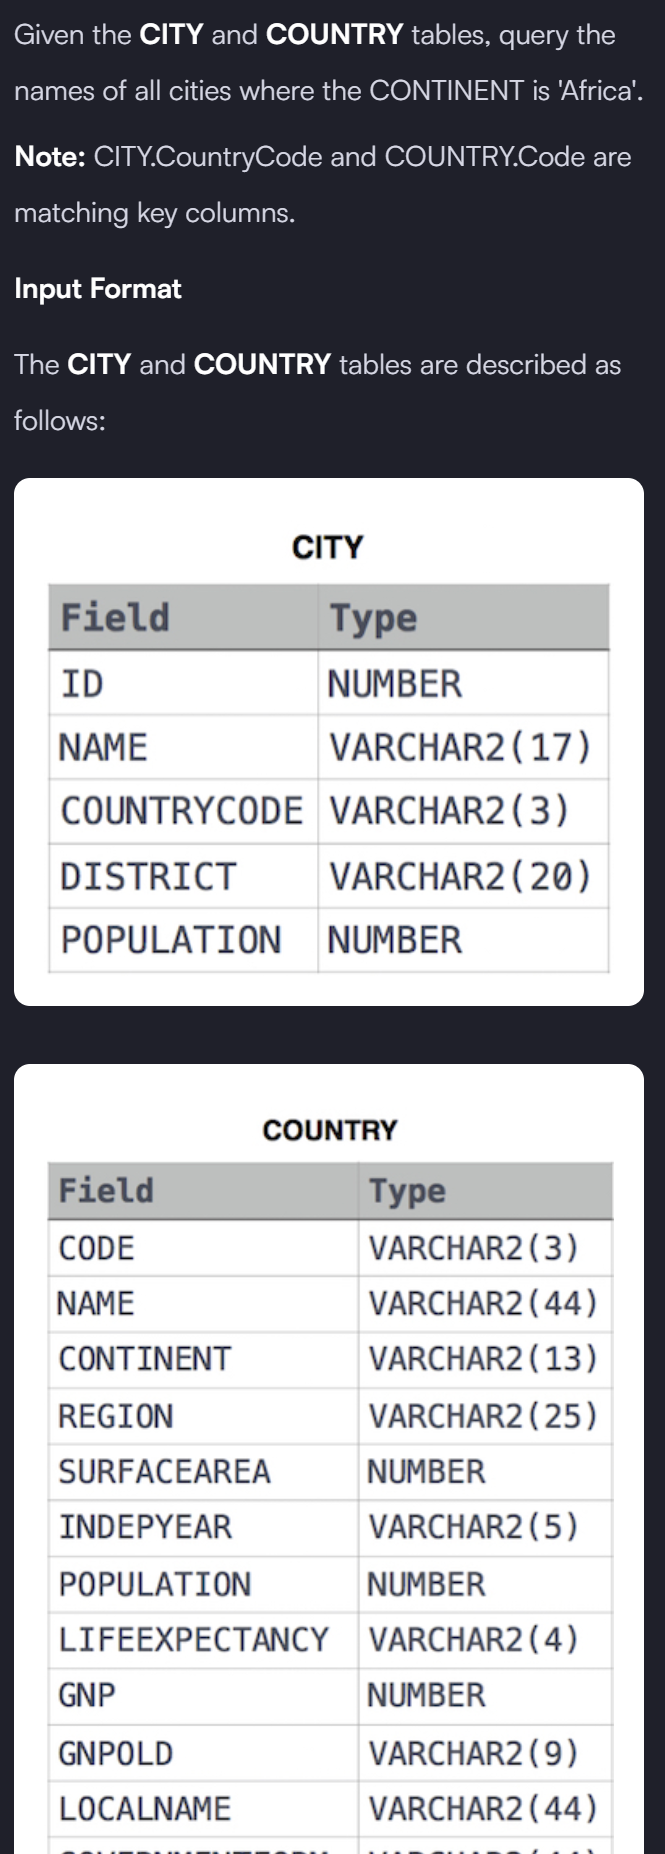 Given the CITY and COUNTRY tables, query the
names of all cities where the CONTINENT is 'Africa'.
Note: CITY.CountryCode and COUNTRY.Code are
matching key columns.
Input Format
The CITY and COUNTRY tables are described as
follows:
CITY
Field Type
ID NUMBER
NAME VARCHAR2(17)
COUNTRYCODE VARCHAR2(3)
DISTRICT VARCHAR2(20)
POPULATION NUMBER
COUNTRY
Field Type
CODE VARCHAR2(3)
NAME VARCHAR2(44)
CONTINENT VARCHAR2(13)
REGION VARCHAR2(25)
SURFACEAREA NUMBER
INDEPYEAR VARCHAR2(5)
POPULATION NUMBER
LIFEEXPECTANCY VARCHAR2(4)
GNP NUMBER
GNPOLD VARCHAR2(9)
LOCALNAME VARCHAR2(44)